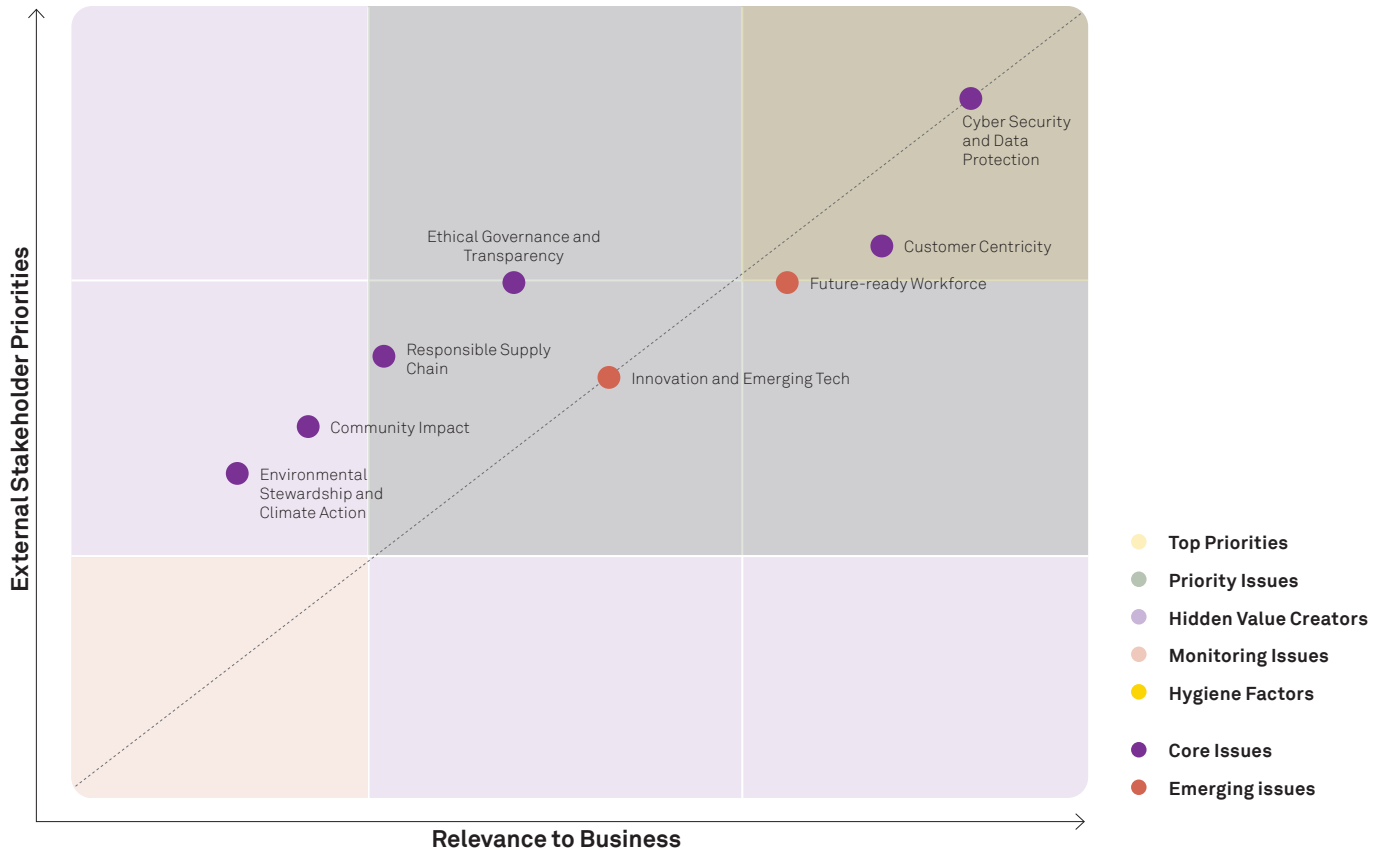 External Stakeholder Priorities
Cyber Security
and Data
Protection
Ethical Governance and
Transparency
Customer Centricity
Future-ready Workforce
Responsible Supply
Chain
Innovation and Emerging Tech
Community Impact
Environmental
Stewardship and
Climate Action
Relevance to Business
Top Priorities
Priority Issues
Hidden Value Creators
Monitoring Issues
Hygiene Factors
Core Issues
Emerging issues